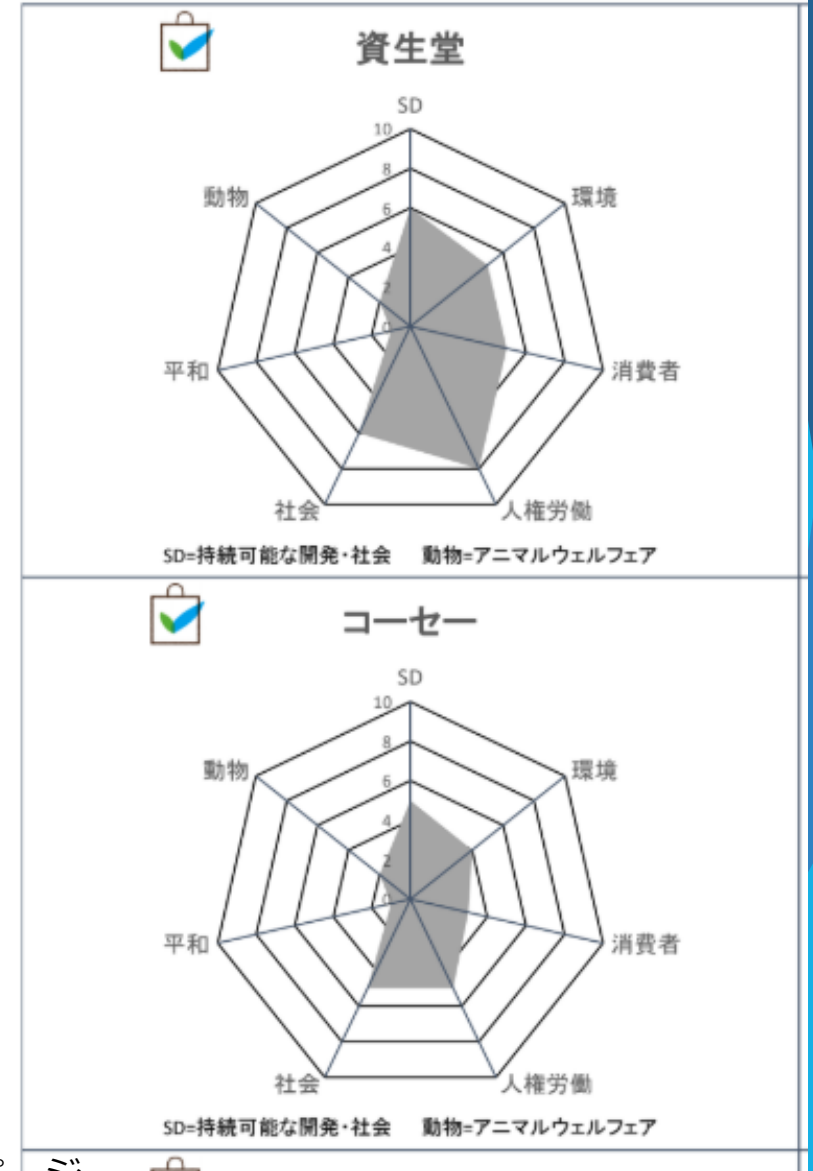 資生堂
SD
10
8
6
4
2
0
動物
環境
平和
消費者
社会
人権労働
SD=持続可能な開発・社会 動物=アニマルウェルフェア
コーセー
SD
10
8
6
4
2
0
動物
環境
平和
消費者
社会
人権労働
SD=持続可能な開発・社会 動物=アニマルウェルフェア